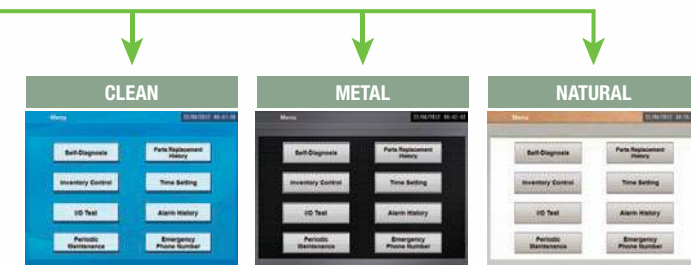 CLEAN
METAL
NATURAL
Menu
Self-Diagnosis
Parts Replacement
History
Inventory Control
Time Setting
I/O Test
Alarm History
Periodic
Maintenance
Emergency
Phone Number
Menu
Self-Diagnosis
Parts Replacement
History
Inventory Control
Time Setting
I/O Test
Alarm History
Periodic
Maintenance
Emergency
Phone Number
Menu
Self-Diagnosis
Parts Replacement
History
Inventory Control
Time Setting
I/O Test
Alarm History
Periodic
Maintenance
Emergency
Phone Number